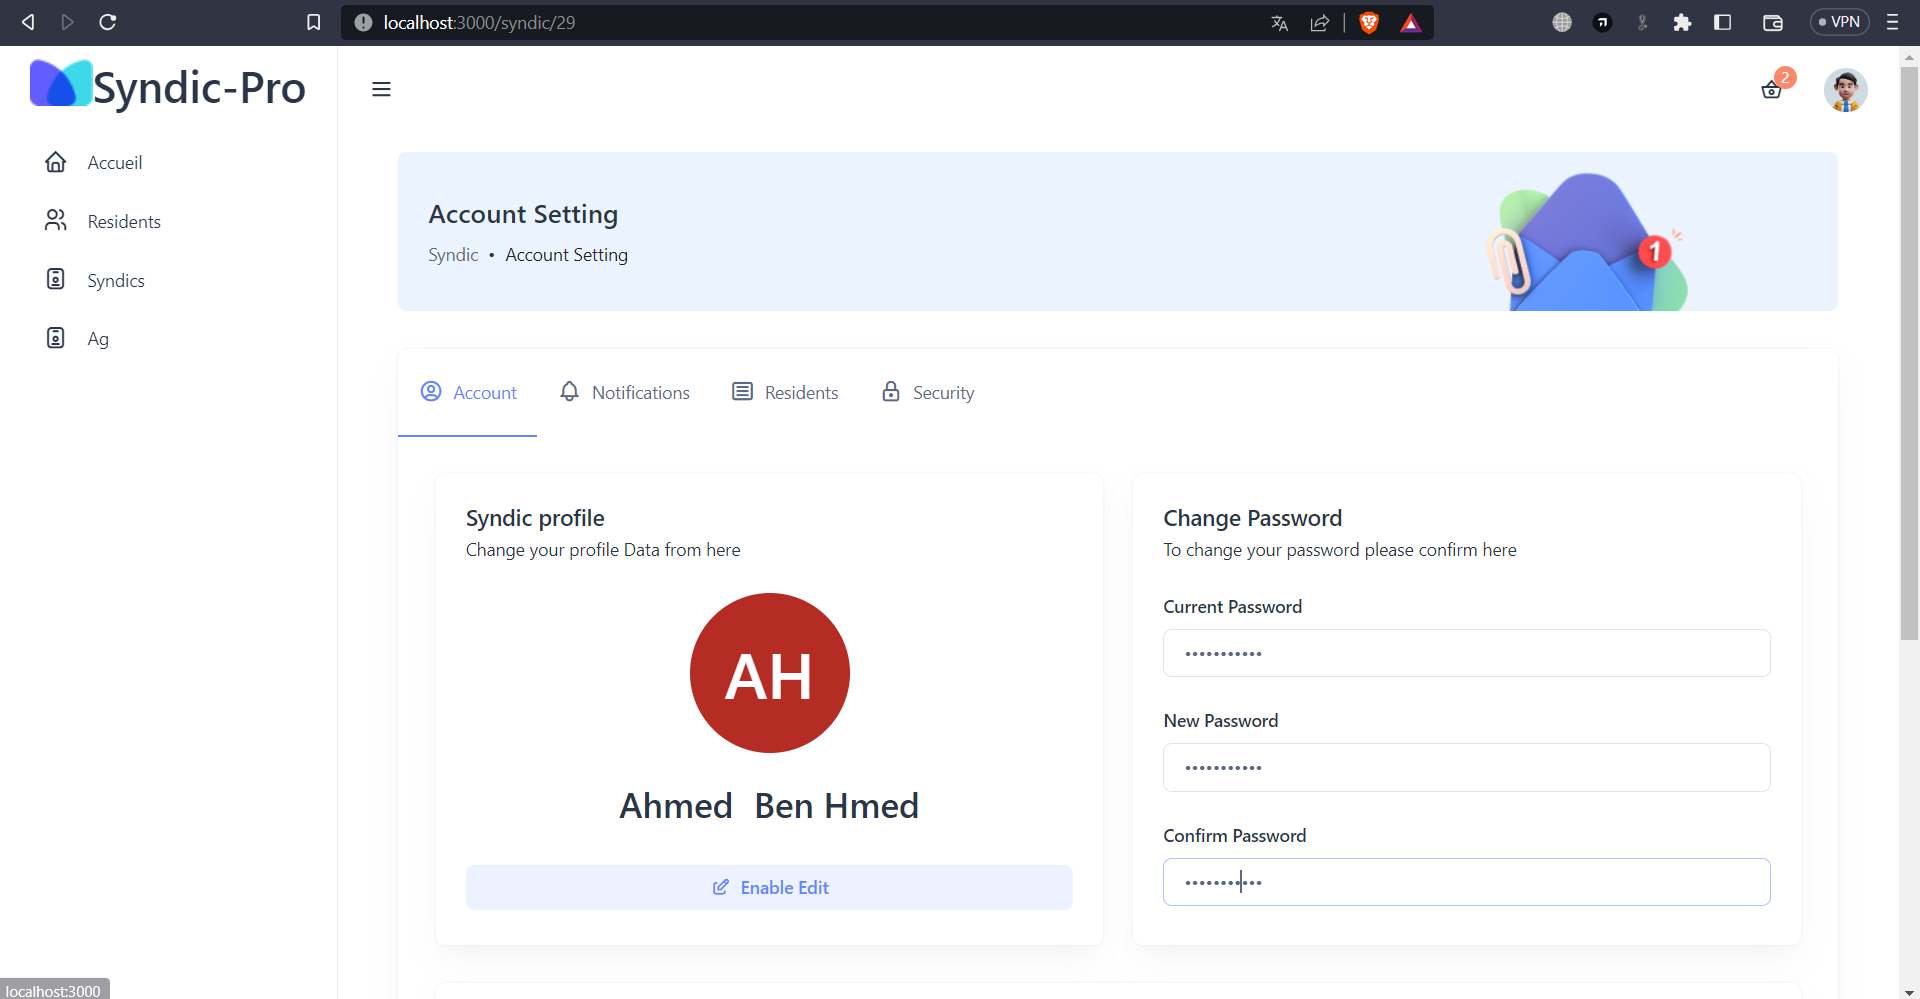 localhost:3000/syndic/29
VPN
Syndic-Pro
2
Accueil
Residents
Syndics
Ag
Account Setting
Syndic • Account Setting
1
Account
Notifications
Residents
Security
Syndic profile
Change your profile Data from here
AH
Ahmed Ben Hmed
Enable Edit
Change Password
To change your password please confirm here
Current Password
•••••••••••
New Password
•••••••••••
Confirm Password
•••••••••••
localhost:3000